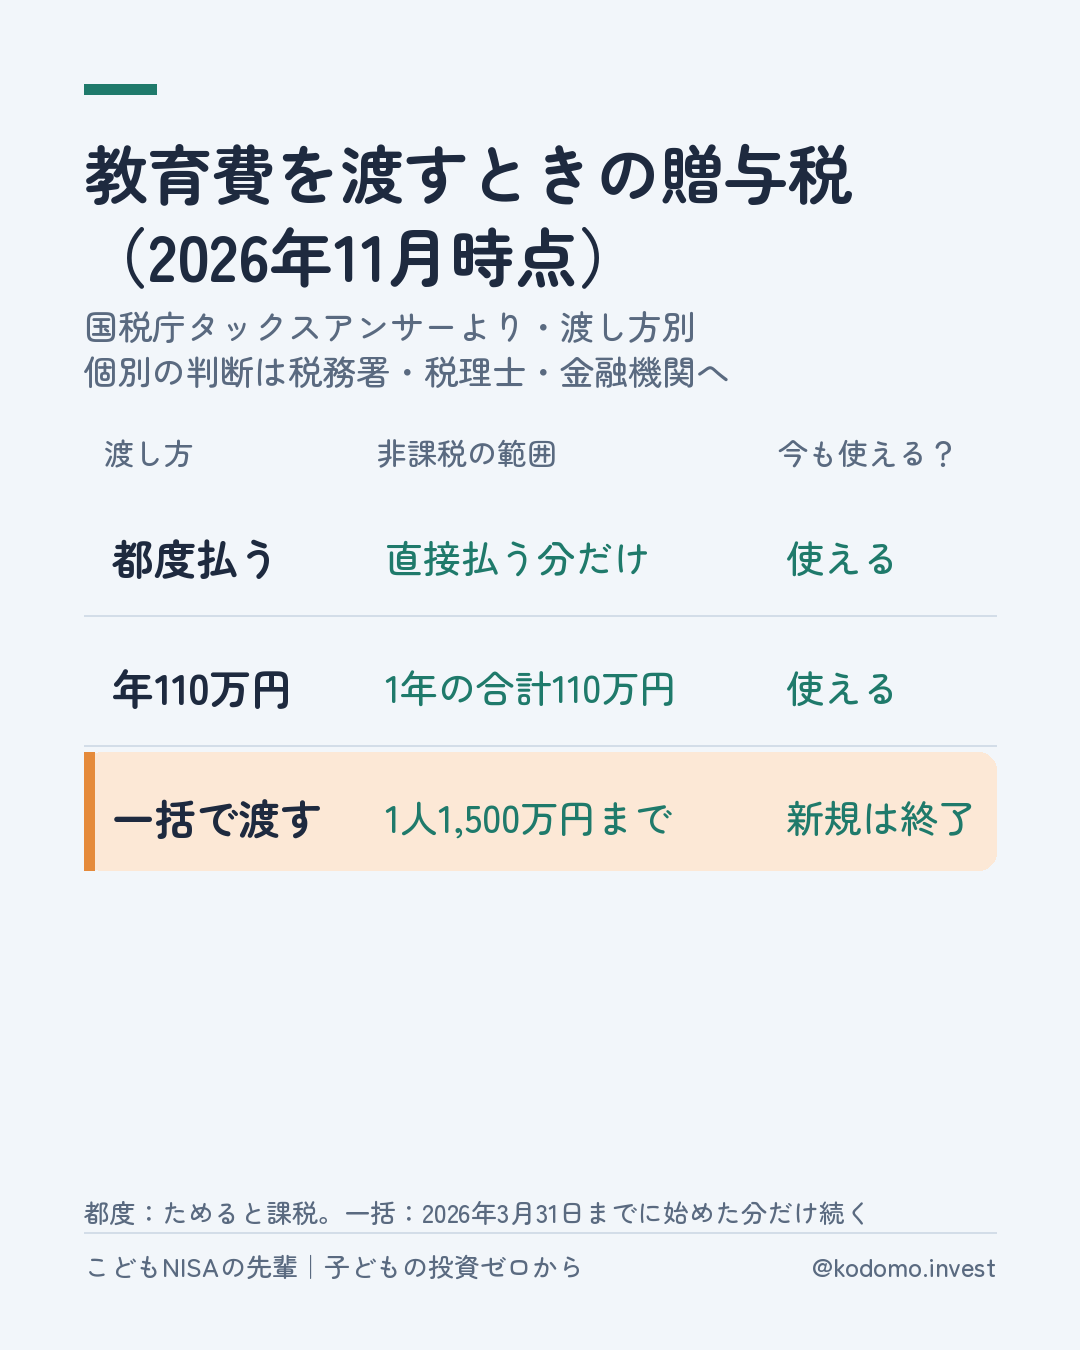 教育費を渡すときの贈与税
（2026年11月時点）
国税庁タックスアンサーより・渡し方別
個別の判断は税務署・税理士・金融機関へ
渡し方 非課税の範囲 今も使える？
都度払う 直接払う分だけ 使える
年110万円 1年の合計110万円 使える
一括で渡す 1人1,500万円まで 新規は終了
都度：ためると課税。一括：2026年3月31日までに始めた分だけ続く
こどもNISAの先輩｜子どもの投資ゼロから @kodomo.invest